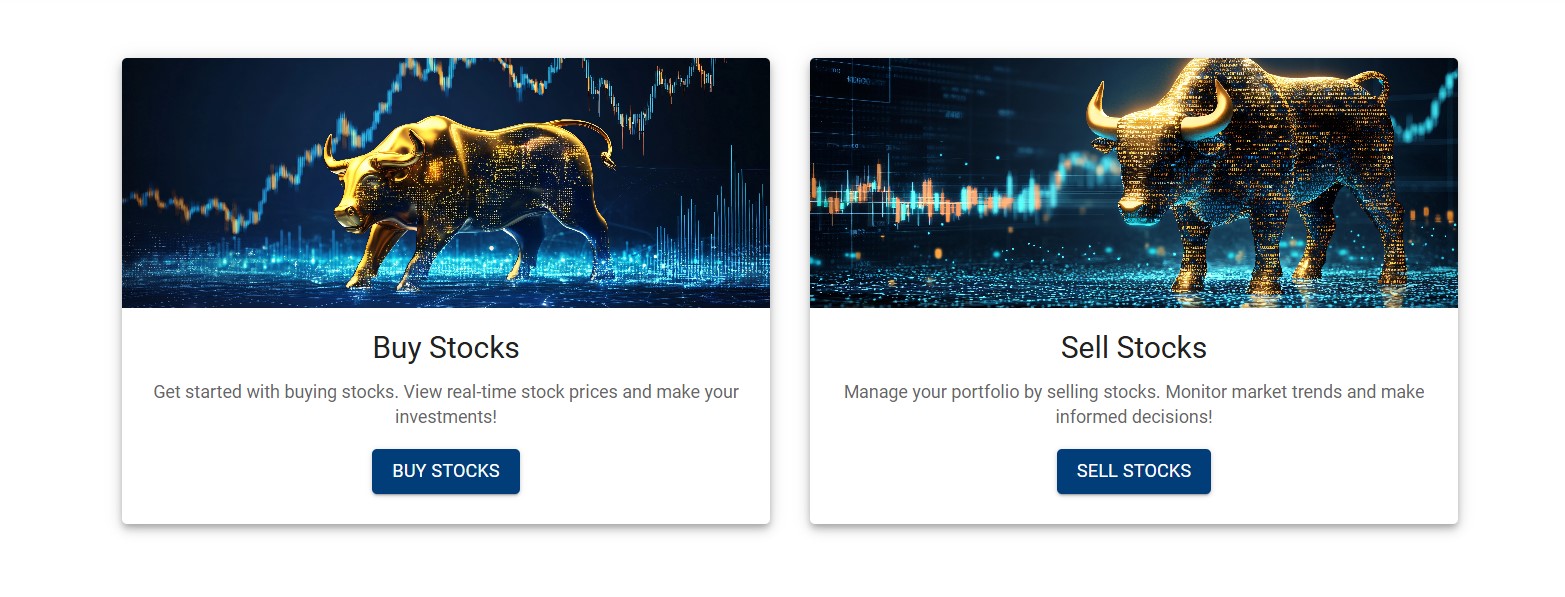 Buy Stocks
Get started with buying stocks. View real-time stock prices and make your
investments!
BUY STOCKS
Sell Stocks
Manage your portfolio by selling stocks. Monitor market trends and make
informed decisions!
SELL STOCKS